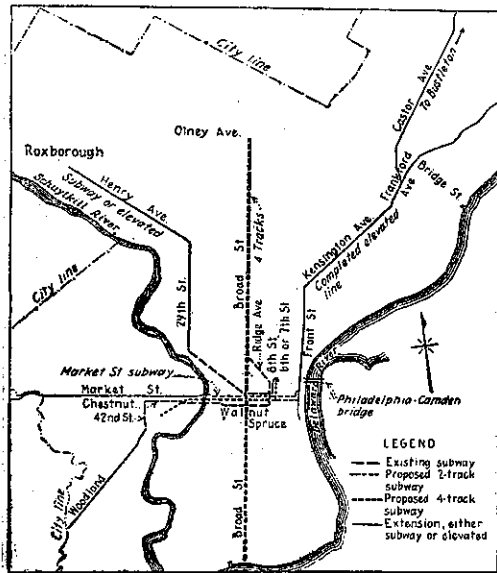 City line
Castor Ave
To Bustleton
Olney Ave.
Roxborough
Henry Ave.
Subway or elevated
Schuylkill River
City line
29th St.
Broad St
4 Tracks
Ridge Ave
8th St.
6th or 7th St.
Front St
Kensington Ave.
Completed elevated
line
Frankford
Ave
Bridge St.
Market St subway
Market St.
Chestnut
42nd St.
Walnut
Spruce
Delaware River
Philadelphia-Camden
bridge
City line
Woodland
Broad St
LEGEND
Existing subway
Proposed 2-track
subway
Proposed 4-track
subway
Extension, either
subway or elevated